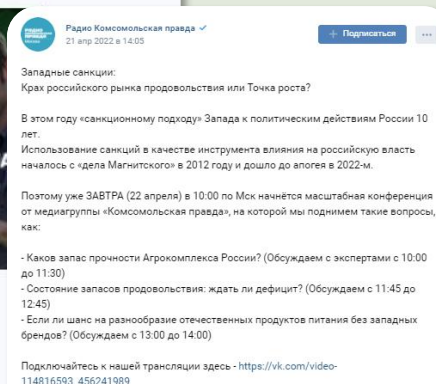 РАДИО
ПРАВДА
Радио Комсомольская правда
21 апр 2022 в 14:05
Подписаться
Западные санкции:
Крах российского рынка продовольствия или Точка роста?
В этом году «санкционному подходу» Запада к политическим действиям России 10
лет.
Использование санкций в качестве инструмента влияния на российскую власть
началось с «дела Магнитского» в 2012 году и дошло до апогея в 2022-м.
Поэтому уже ЗАВТРА (22 апреля) в 10:00 по Мск начнётся масштабная конференция
от медиагруппы «Комсомольская правда», на которой мы поднимем такие вопросы,
как:
- Каков запас прочности Агрокомплекса России? (Обсуждаем с экспертами с 10:00
до 11:30)
- Состояние запасов продовольствия: ждать ли дефицит? (Обсуждаем с 11:45 до
12:45)
- Есл ли шанс на разнообразие отечественных продуктов питания без западных
брендов? (Обсуждаем с 13:00 до 14:00)
Подключайтесь к нашей трансляции здесь - https://vk.com/video-
114816593_456241989